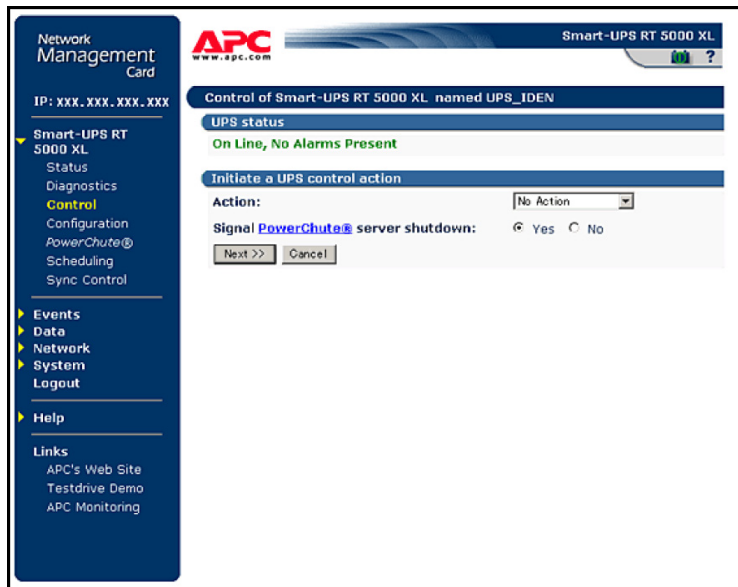 Network
Management
Card
IP: xxx.xxx.xxx.xxx
Smart-UPS RT
5000 XL
Status
Diagnostics
Control
Configuration
PowerChute®
Scheduling
Sync Control
Events
Data
Network
System
Logout
Help
Links
APC's Web Site
Testdrive Demo
APC Monitoring
APC
www.apc.com
Smart-UPS RT 5000 XL
?
Control of Smart-UPS RT 5000 XL named UPS_IDEN
UPS status
On Line, No Alarms Present
Initiate a UPS control action
Action: No Action
Signal PowerChute® server shutdown: Yes No
Next >> Cancel